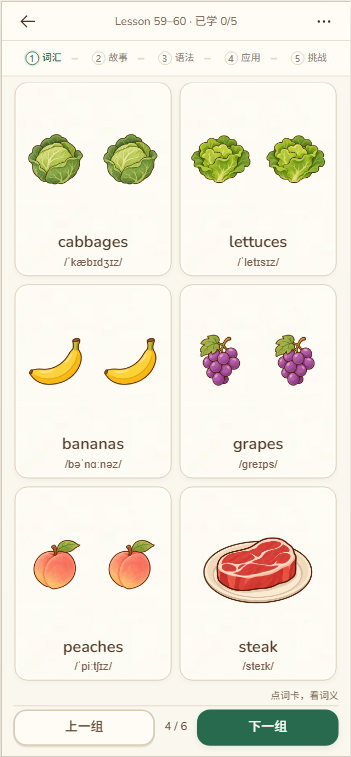 Lesson 59-60 · 已学 0/5
1 词汇 – 2 故事 – 3 语法 – 4 应用 – 5 挑战
cabbages lettuces
/ˈkæbɪdʒɪz/ /ˈletɪsɪz/
bananas grapes
/bəˈnɑːnəz/ /greɪps/
peaches steak
/ˈpiːtʃɪz/ /steɪk/
点词卡，看词义
上一组 4 / 6 下一组